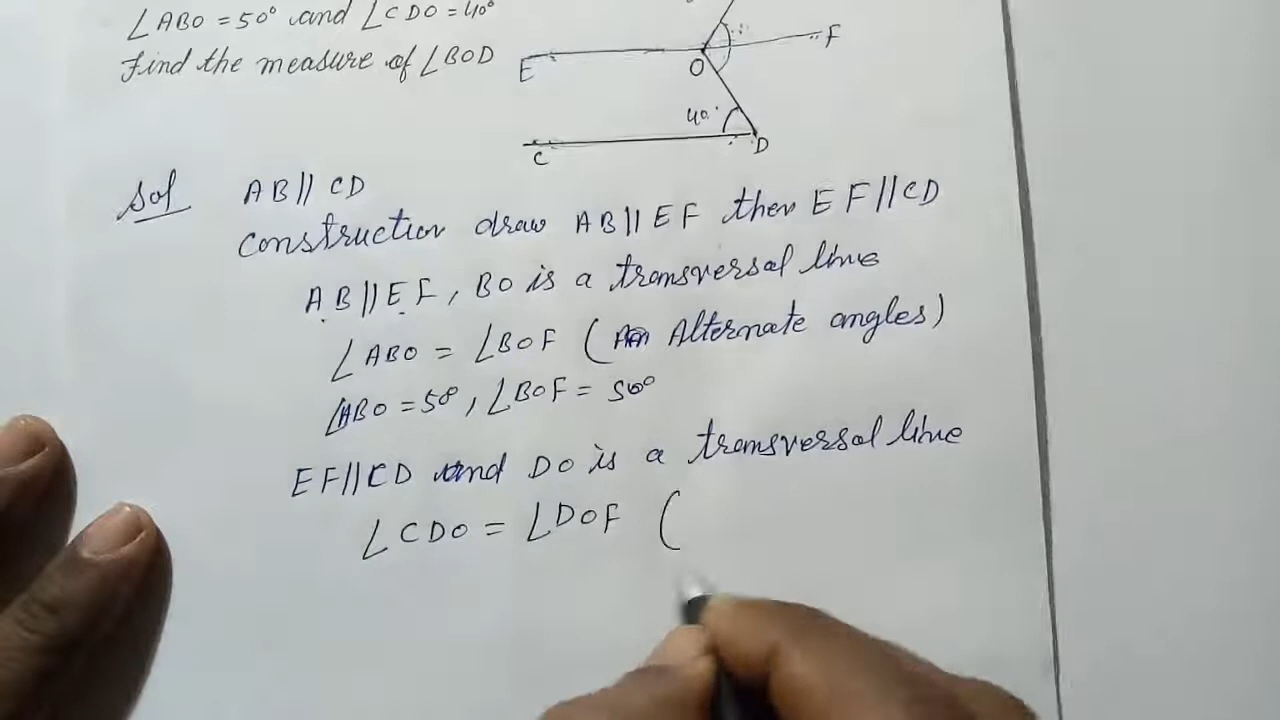 ∠ABO = 50° and ∠CDO = 40°
find the measure of ∠BOD
F
E
O
40°
C
D
Sol AB || CD
construction draw AB || EF then EF || CD
AB || EF, BO is a transversal line
∠ABO = ∠BOF ( Alternate angles)
∠ABO = 50, ∠BOF = 50°
EF || CD and DO is a transversal line
∠CDO = ∠DOF (